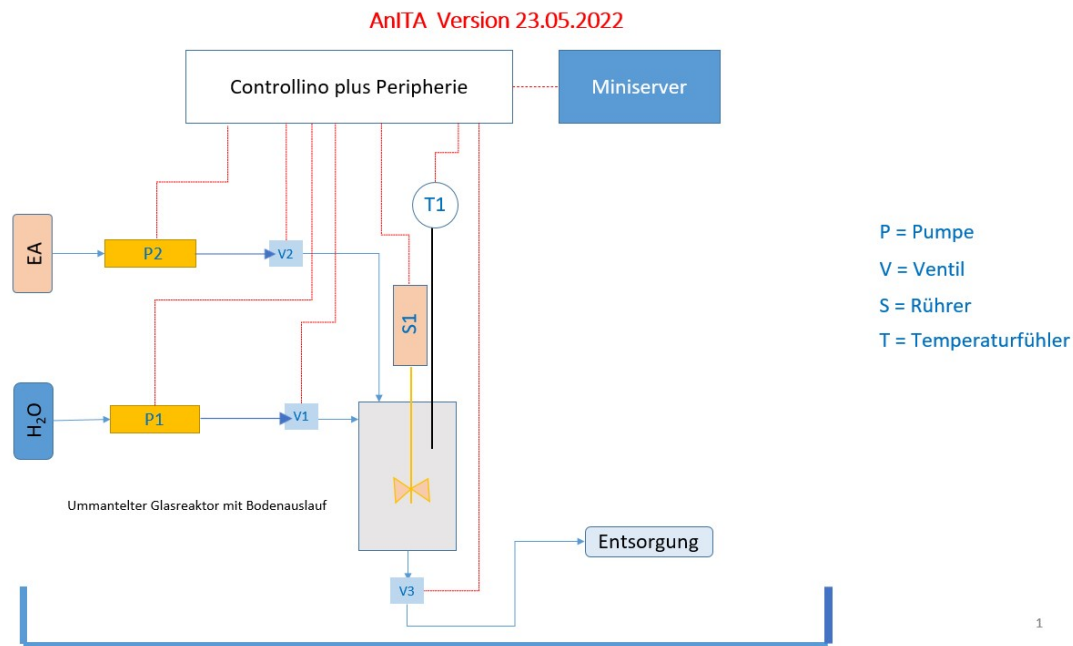 AnITA Version 23.05.2022
Controllino plus Peripherie
Miniserver
T1
EA
P2
V2
P = Pumpe
V = Ventil
S = Rührer
T = Temperaturfühler
S1
H₂O
P1
V1
Ummantelter Glasreaktor mit Bodenauslauf
Entsorgung
V3
1